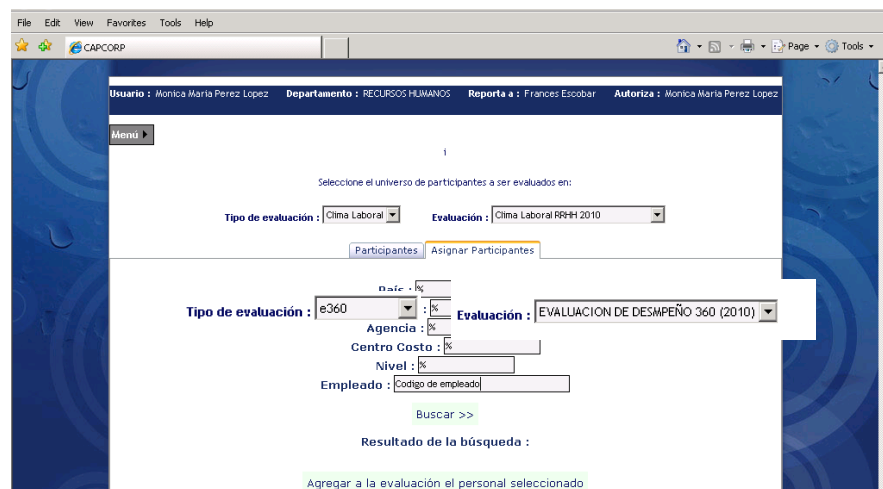 File Edit View Favorites Tools Help
CAPCORP
Page Tools
Usuario : Monica Maria Perez Lopez Departamento : RECURSOS HUMANOS Reporta a : Frances Escobar Autoriza : Monica Maria Perez Lopez
Menú
i
Seleccione el universo de participantes a ser evaluados en:
Tipo de evaluación : Clima Laboral Evaluación : Clima Laboral RRHH 2010
Participantes Asignar Participantes
País : %
Tipo de evaluación : e360 : % Evaluación : EVALUACION DE DESMPEÑO 360 (2010)
Agencia : %
Centro Costo : %
Nivel : %
Empleado : Codigo de empleado
Buscar >>
Resultado de la búsqueda :
Agregar a la evaluación el personal seleccionado